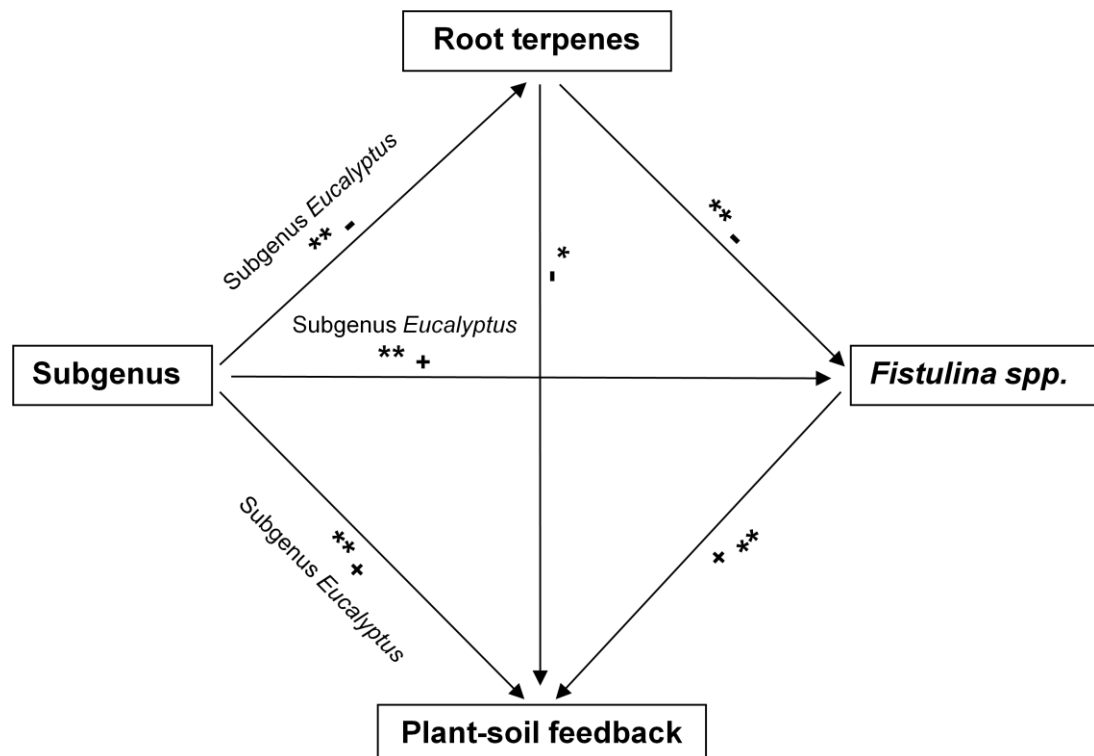 Root terpenes
Subgenus Eucalyptus
** -
** -
- *
Subgenus Eucalyptus
** +
Subgenus
Fistulina spp.
Subgenus Eucalyptus
** +
+ **
Plant-soil feedback